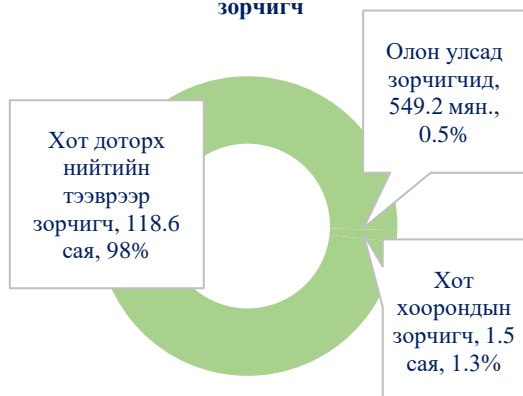 зорчигч
Олон улсад
зорчигчид,
549.2 мян.,
0.5%
Хот доторх
нийтийн
тээврээр
зорчигч, 118.6
сая, 98%
Хот
хоорондын
зорчигч, 1.5
сая, 1.3%